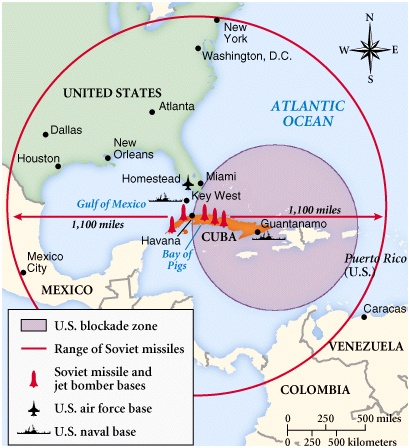 New
York
Washington, D.C.
N
W
E
S
UNITED STATES
Atlanta
ATLANTIC
OCEAN
Dallas
New
Orleans
Houston
Homestead
Miami
Key West
Gulf of Mexico
1,100 miles
1,100 miles
Guantanamo
Havana
CUBA
Bay of
Pigs
Mexico
City
Puerto Rico
(U.S.)
MEXICO
Caracas
VENEZUELA
COLOMBIA
U.S. blockade zone
Range of Soviet missiles
Soviet missile and
jet bomber bases
U.S. air force base
U.S. naval base
0 250 500 miles
0 250 500 kilometers